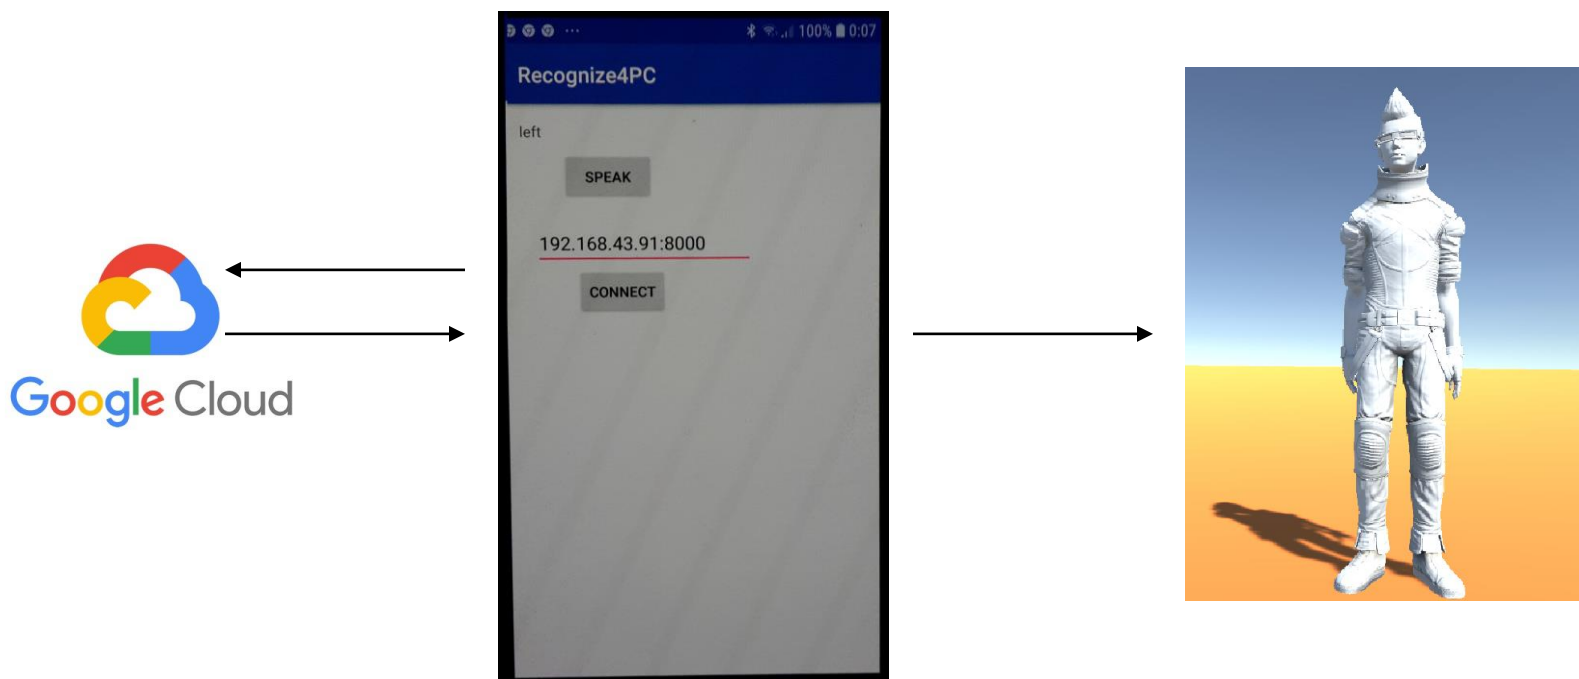 Google Cloud
100% 0:07
Recognize4PC
left
SPEAK
192.168.43.91:8000
CONNECT